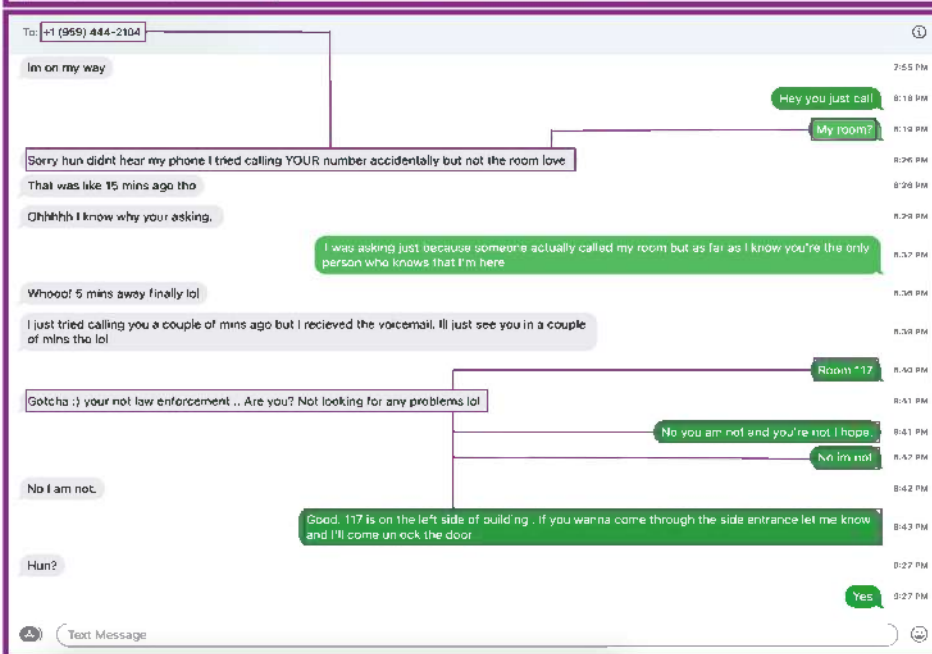 To: +1 (959) 444-2104
Im on my way
7:55 PM
Hey you just call
8:18 PM
My room?
8:19 PM
Sorry hun didnt hear my phone I tried calling YOUR number accidentally but not the room love
8:26 PM
That was like 15 mins ago tho
8:28 PM
Ohhhhh I know why your asking.
8:29 PM
I was asking just because someone actually called my room but as far as I know you're the only
person who knows that I'm here
8:37 PM
Whooo! 5 mins away finally lol
8:36 PM
I just tried calling you a couple of mins ago but I recieved the voicemail. Ill just see you in a couple
of mins tho lol
8:39 PM
Room 117
8:40 PM
Gotcha :) your not law enforcement .. Are you? Not looking for any problems lol
8:41 PM
No you am not and you're not I hope.
8:41 PM
No im not
8:42 PM
No I am not.
8:42 PM
Good. 117 is on the left side of building . If you wanna come through the side entrance let me know
and I'll come un ock the door
8:43 PM
Hun?
9:27 PM
Yes
9:27 PM
Text Message